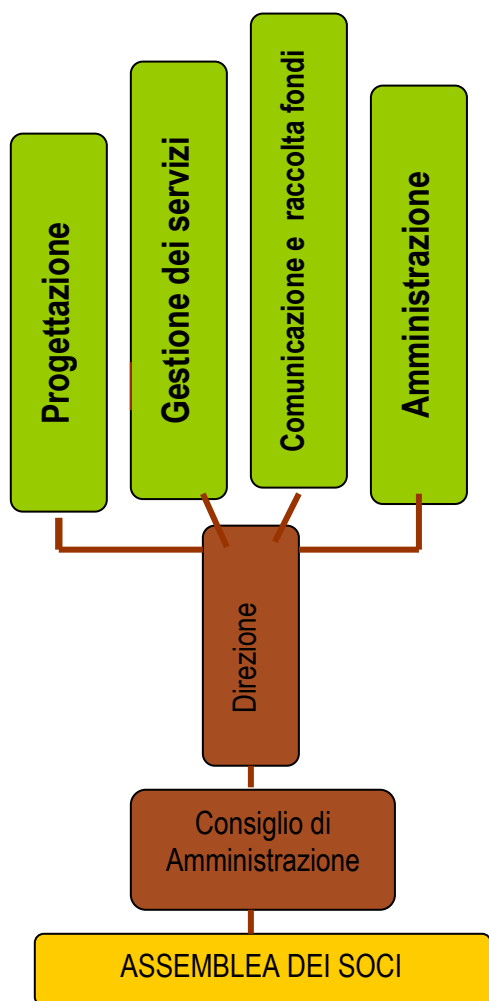 Progettazione
Gestione dei servizi
Comunicazione e raccolta fondi
Amministrazione
Direzione
Consiglio di
Amministrazione
ASSEMBLEA DEI SOCI